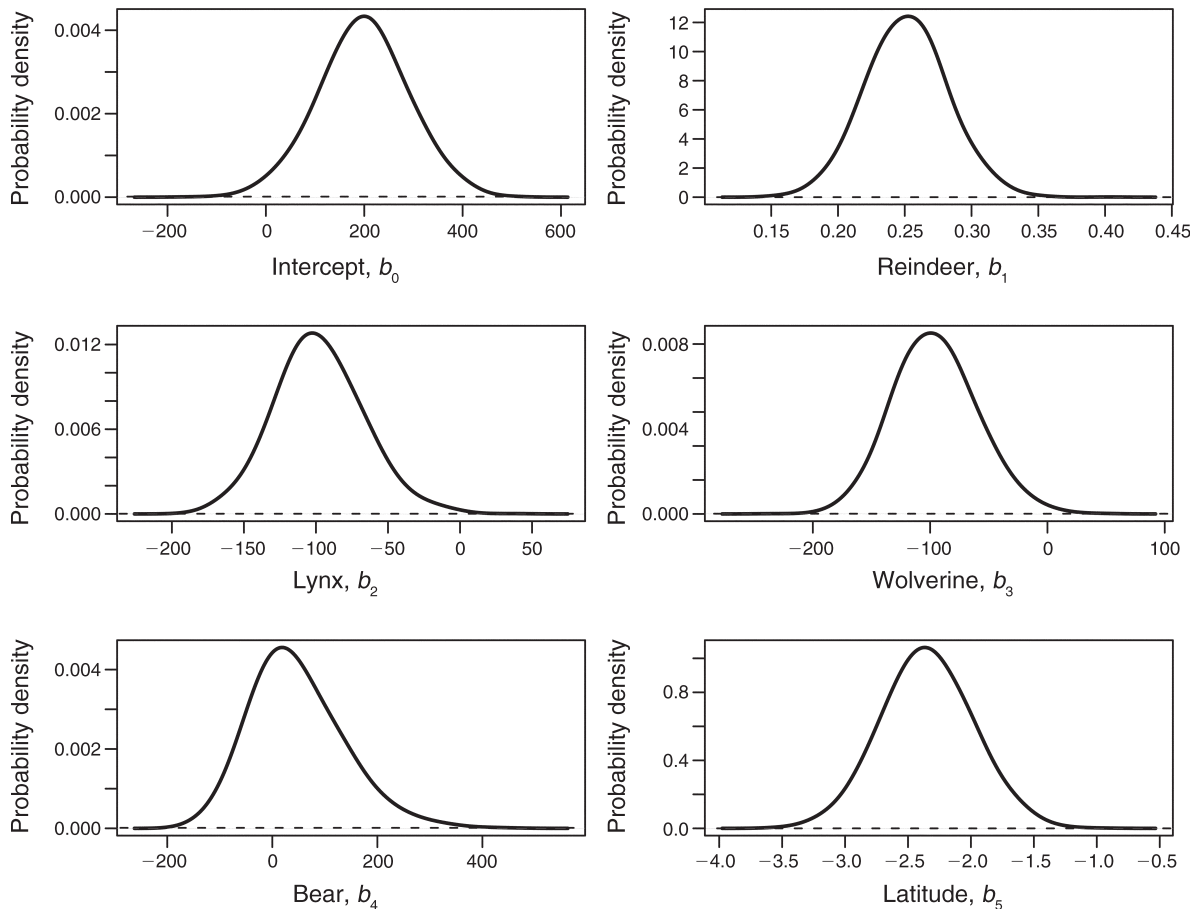 Probability density
0.004
0.002
0.000
−200 0 200 400 600
Intercept, b0
Probability density
12
10
8
6
4
2
0
0.15 0.20 0.25 0.30 0.35 0.40 0.45
Reindeer, b1
Probability density
0.012
0.006
0.000
−200 −150 −100 −50 0 50
Lynx, b2
Probability density
0.008
0.004
0.000
−200 −100 0 100
Wolverine, b3
Probability density
0.004
0.002
0.000
−200 0 200 400
Bear, b4
Probability density
0.8
0.4
0.0
−4.0 −3.5 −3.0 −2.5 −2.0 −1.5 −1.0 −0.5
Latitude, b5